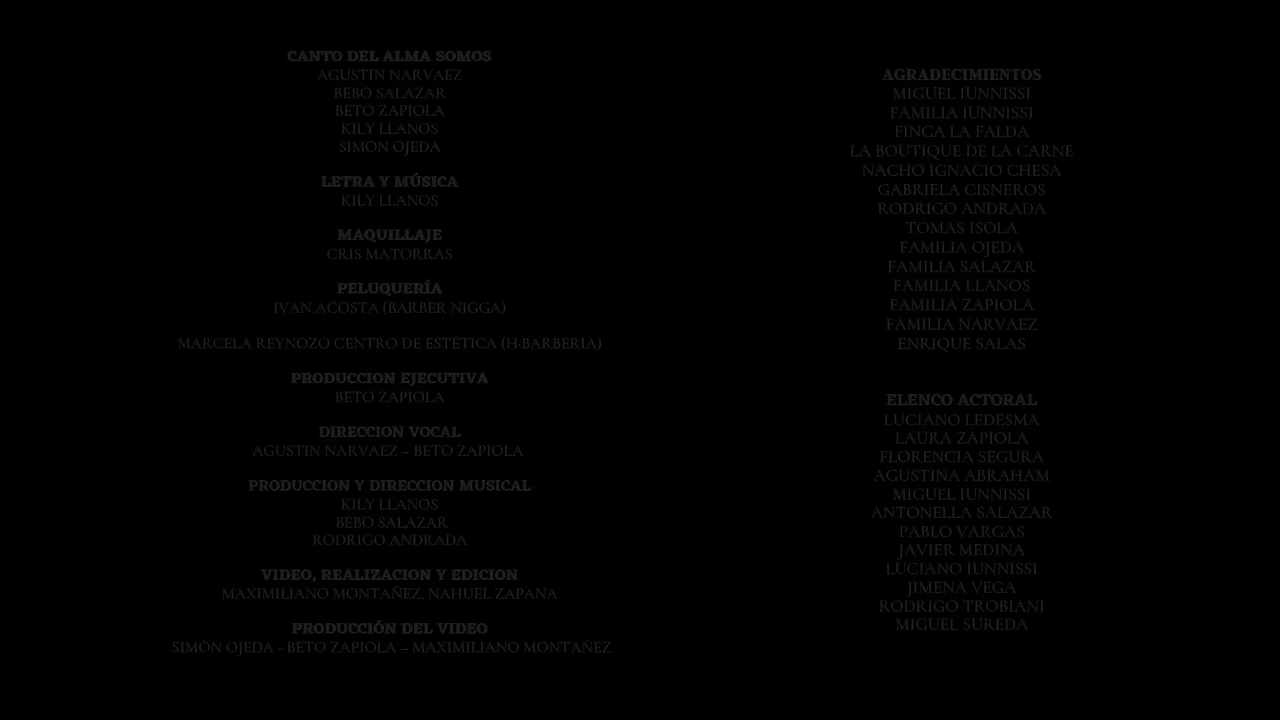 CANTO DEL ALMA SOMOS
AGUSTIN NARVAEZ
BEBO SALAZAR
BETO ZAPIOLA
KILY LLANOS
SIMON OJEDA
LETRA Y MÚSICA
KILY LLANOS
MAQUILLAJE
CRIS MATORRAS
PELUQUERÍA
IVAN ACOSTA (BARBER NIGGA)
MARCELA REYNOZO CENTRO DE ESTÉTICA (H-BARBERIA)
PRODUCCION EJECUTIVA
BETO ZAPIOLA
DIRECCION VOCAL
AGUSTIN NARVAEZ – BETO ZAPIOLA
PRODUCCION Y DIRECCION MUSICAL
KILY LLANOS
BEBO SALAZAR
RODRIGO ANDRADA
VIDEO, REALIZACION Y EDICION
MAXIMILIANO MONTAÑEZ, NAHUEL ZAPANA
PRODUCCIÓN DEL VIDEO
SIMON OJEDA - BETO ZAPIOLA – MAXIMILIANO MONTAÑEZ
AGRADECIMIENTOS
MIGUEL IUNNISSI
FAMILIA IUNNISSI
FINCA LA FALDA
LA BOUTIQUE DE LA CARNE
NACHO IGNACIO CHESA
GABRIELA CISNEROS
RODRIGO ANDRADA
TOMAS ISOLA
FAMILIA OJEDA
FAMILIA SALAZAR
FAMILIA LLANOS
FAMILIA ZAPIOLA
FAMILIA NARVAEZ
ENRIQUE SALAS
ELENCO ACTORAL
LUCIANO LEDESMA
LAURA ZAPIOLA
FLORENCIA SEGURA
AGUSTINA ABRAHAM
MIGUEL IUNNISSI
ANTONELLA SALAZAR
PABLO VARGAS
JAVIER MEDINA
LUCIANO IUNNISSI
JIMENA VEGA
RODRIGO TROBIANI
MIGUEL SUREDA